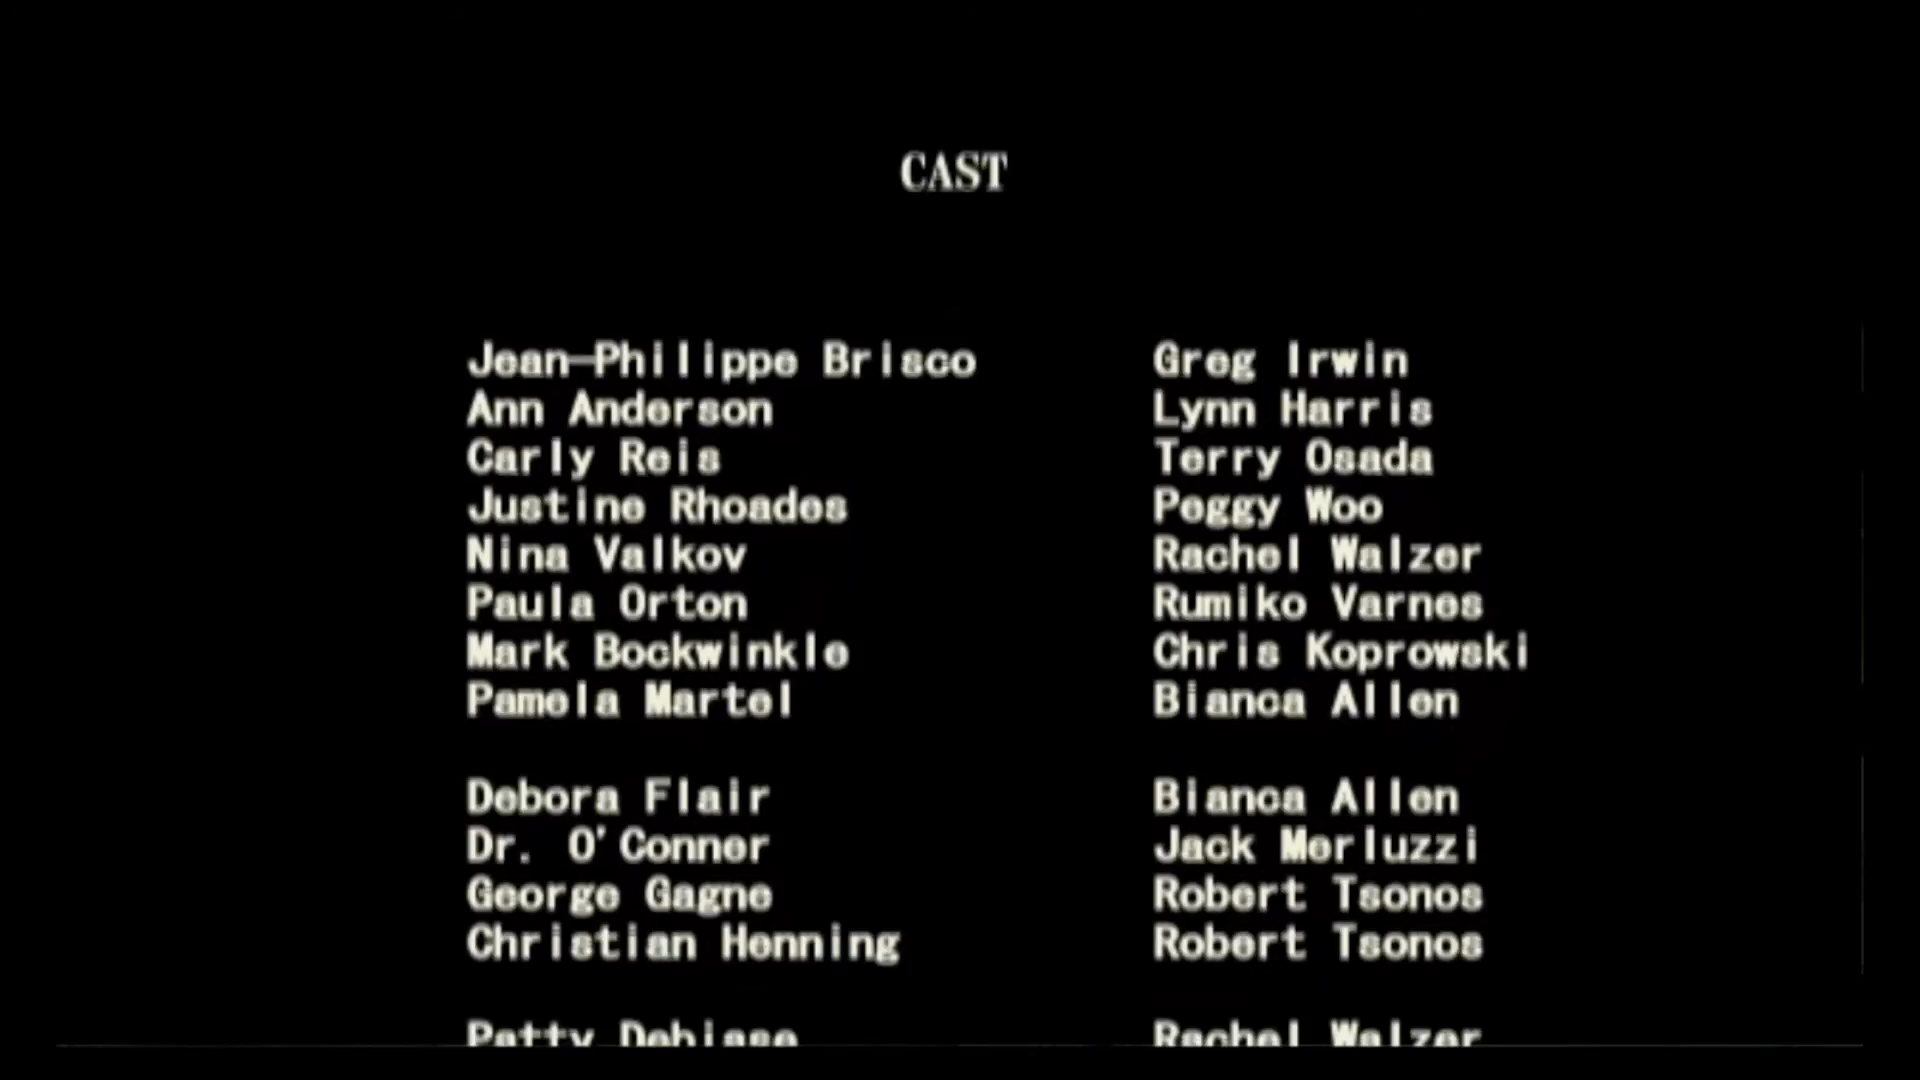 CAST
Jean-Philippe Brisco Greg Irwin
Ann Anderson Lynn Harris
Carly Reis Terry Osada
Justine Rhoades Peggy Woo
Nina Valkov Rachel Walzer
Paula Orton Rumiko Varnes
Mark Bockwinkle Chris Koprowski
Pamela Martel Bianca Allen
Debora Flair Bianca Allen
Dr. O'Conner Jack Merluzzi
George Gagne Robert Tsonos
Christian Henning Robert Tsonos
Patty Debiase Rachel Walzer